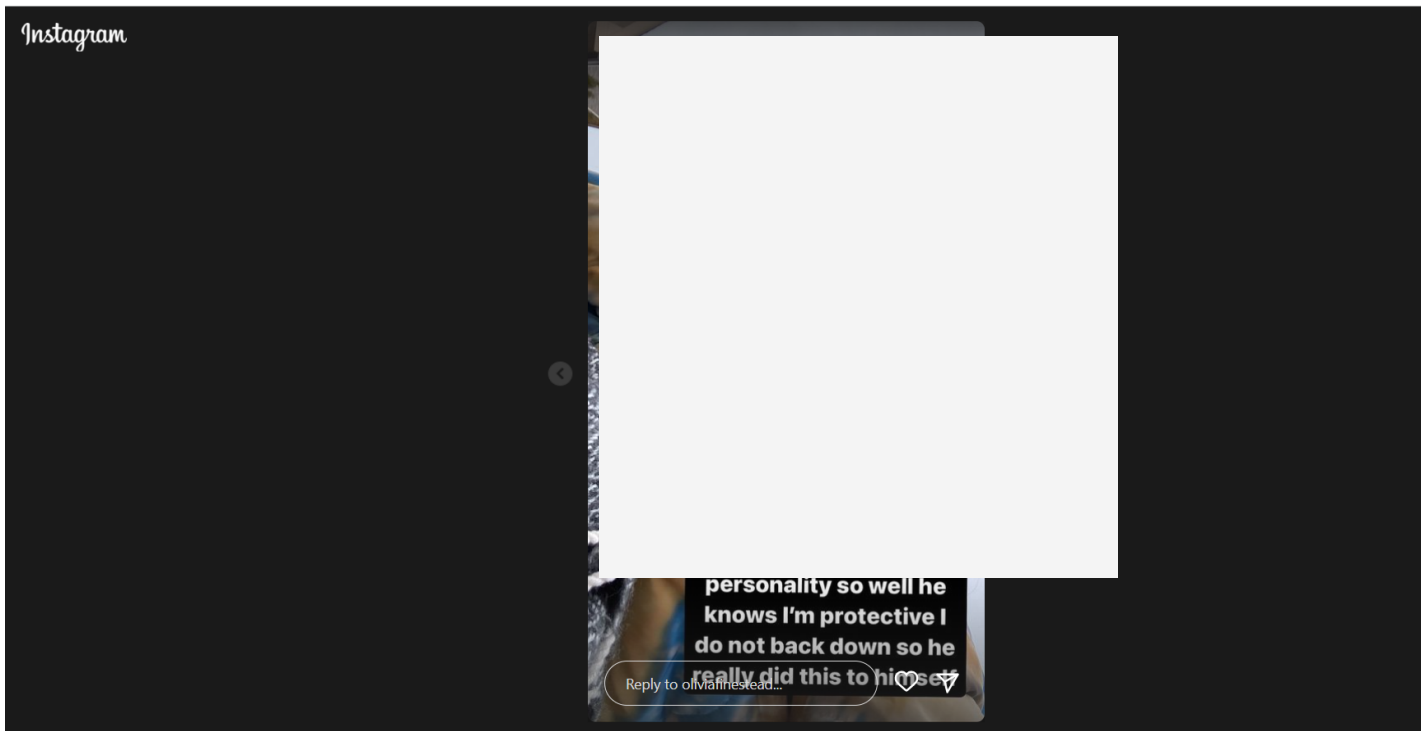 Instagram
personality so well he
knows I'm protective I
do not back down so he
really did this to himself
Reply to oliviafinestead...